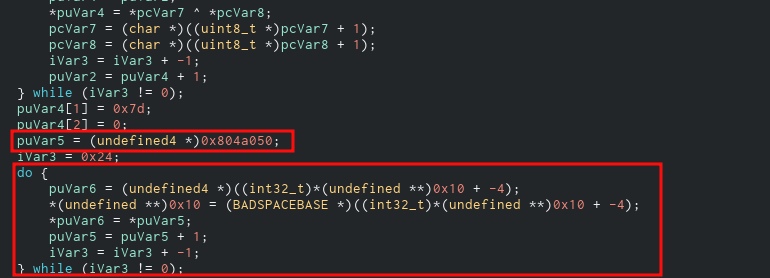 *puVar4 = *pcVar7 ^ *pcVar8;
pcVar7 = (char *)((uint8_t *)pcVar7 + 1);
pcVar8 = (char *)((uint8_t *)pcVar8 + 1);
iVar3 = iVar3 + -1;
puVar2 = puVar4 + 1;
} while (iVar3 != 0);
puVar4[1] = 0x7d;
puVar4[2] = 0;
puVar5 = (undefined4 *)0x804a050;
iVar3 = 0x24;
do {
puVar6 = (undefined4 *)((int32_t)*(undefined **)0x10 + -4);
*(undefined **)0x10 = (BADSPACEBASE *)((int32_t)*(undefined **)0x10 + -4);
*puVar6 = *puVar5;
puVar5 = puVar5 + 1;
iVar3 = iVar3 + -1;
} while (iVar3 != 0);